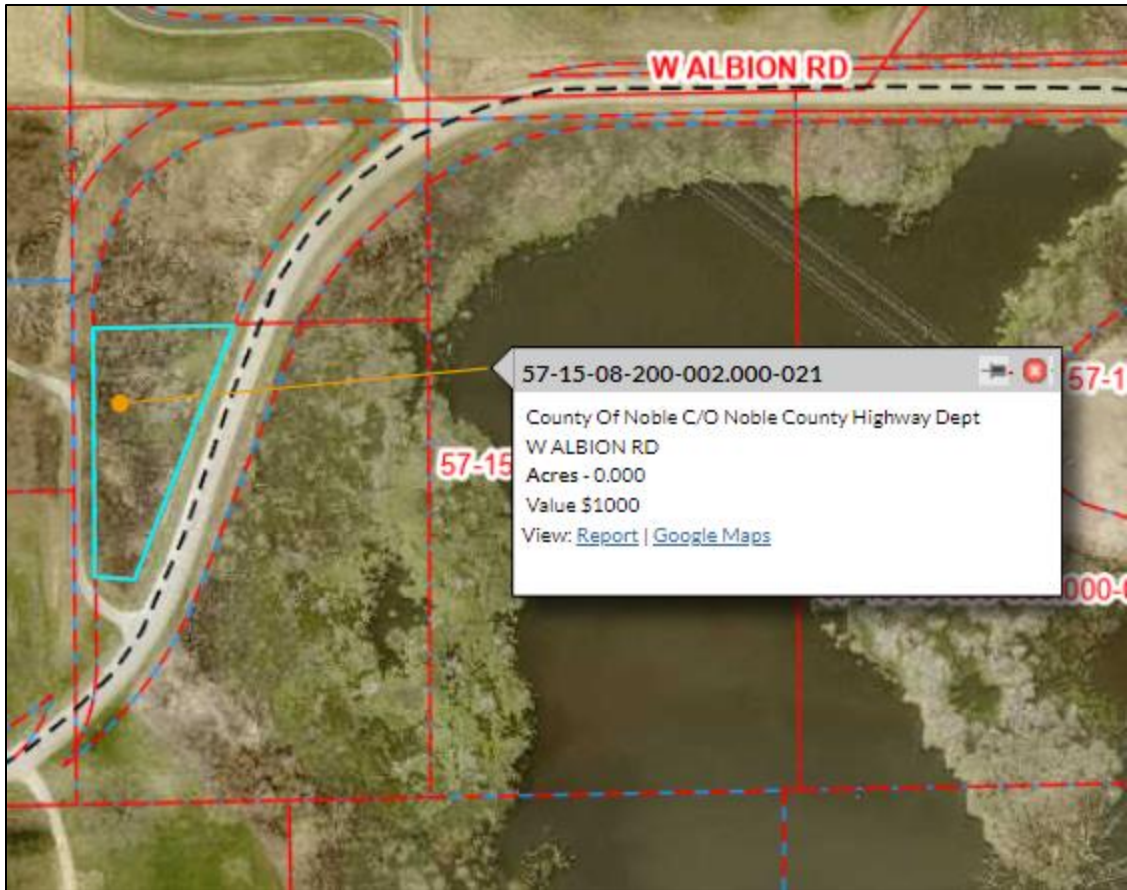 W ALBION RD
57-15-08-200-002.000-021
57-1
County Of Noble C/O Noble County Highway Dept
W ALBION RD
Acres - 0.000
57-15
Value $1000
View: Report | Google Maps
000-0